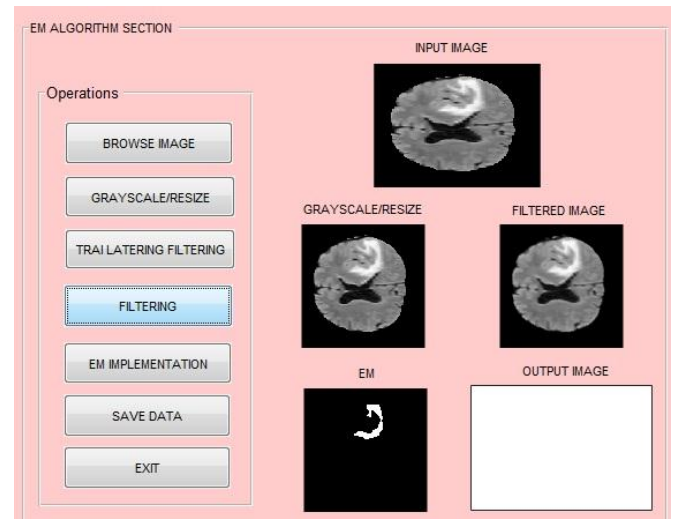 EM ALGORITHM SECTION
INPUT IMAGE
Operations
BROWSE IMAGE
GRAYSCALE/RESIZE
TRAI LATERING FILTERING
FILTERING
EM IMPLEMENTATION
SAVE DATA
EXIT
GRAYSCALE/RESIZE
FILTERED IMAGE
EM
OUTPUT IMAGE